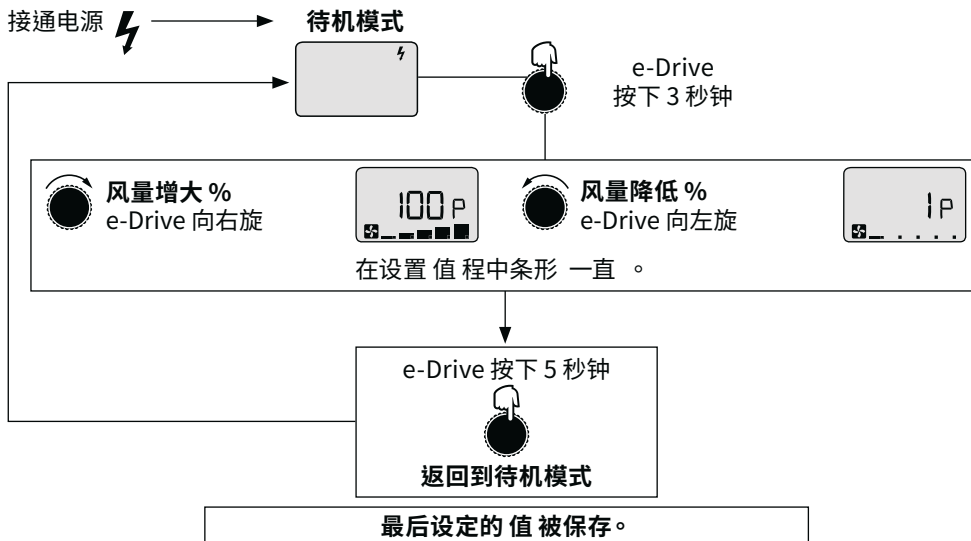 接通电源
待机模式
e-Drive
按下 3 秒钟
风量增大 %
e-Drive 向右旋
100 P
风量降低 %
e-Drive 向左旋
1 P
在设置 值 程中条形 一直 。
e-Drive 按下 5 秒钟
返回到待机模式
最后设定的 值 被保存。